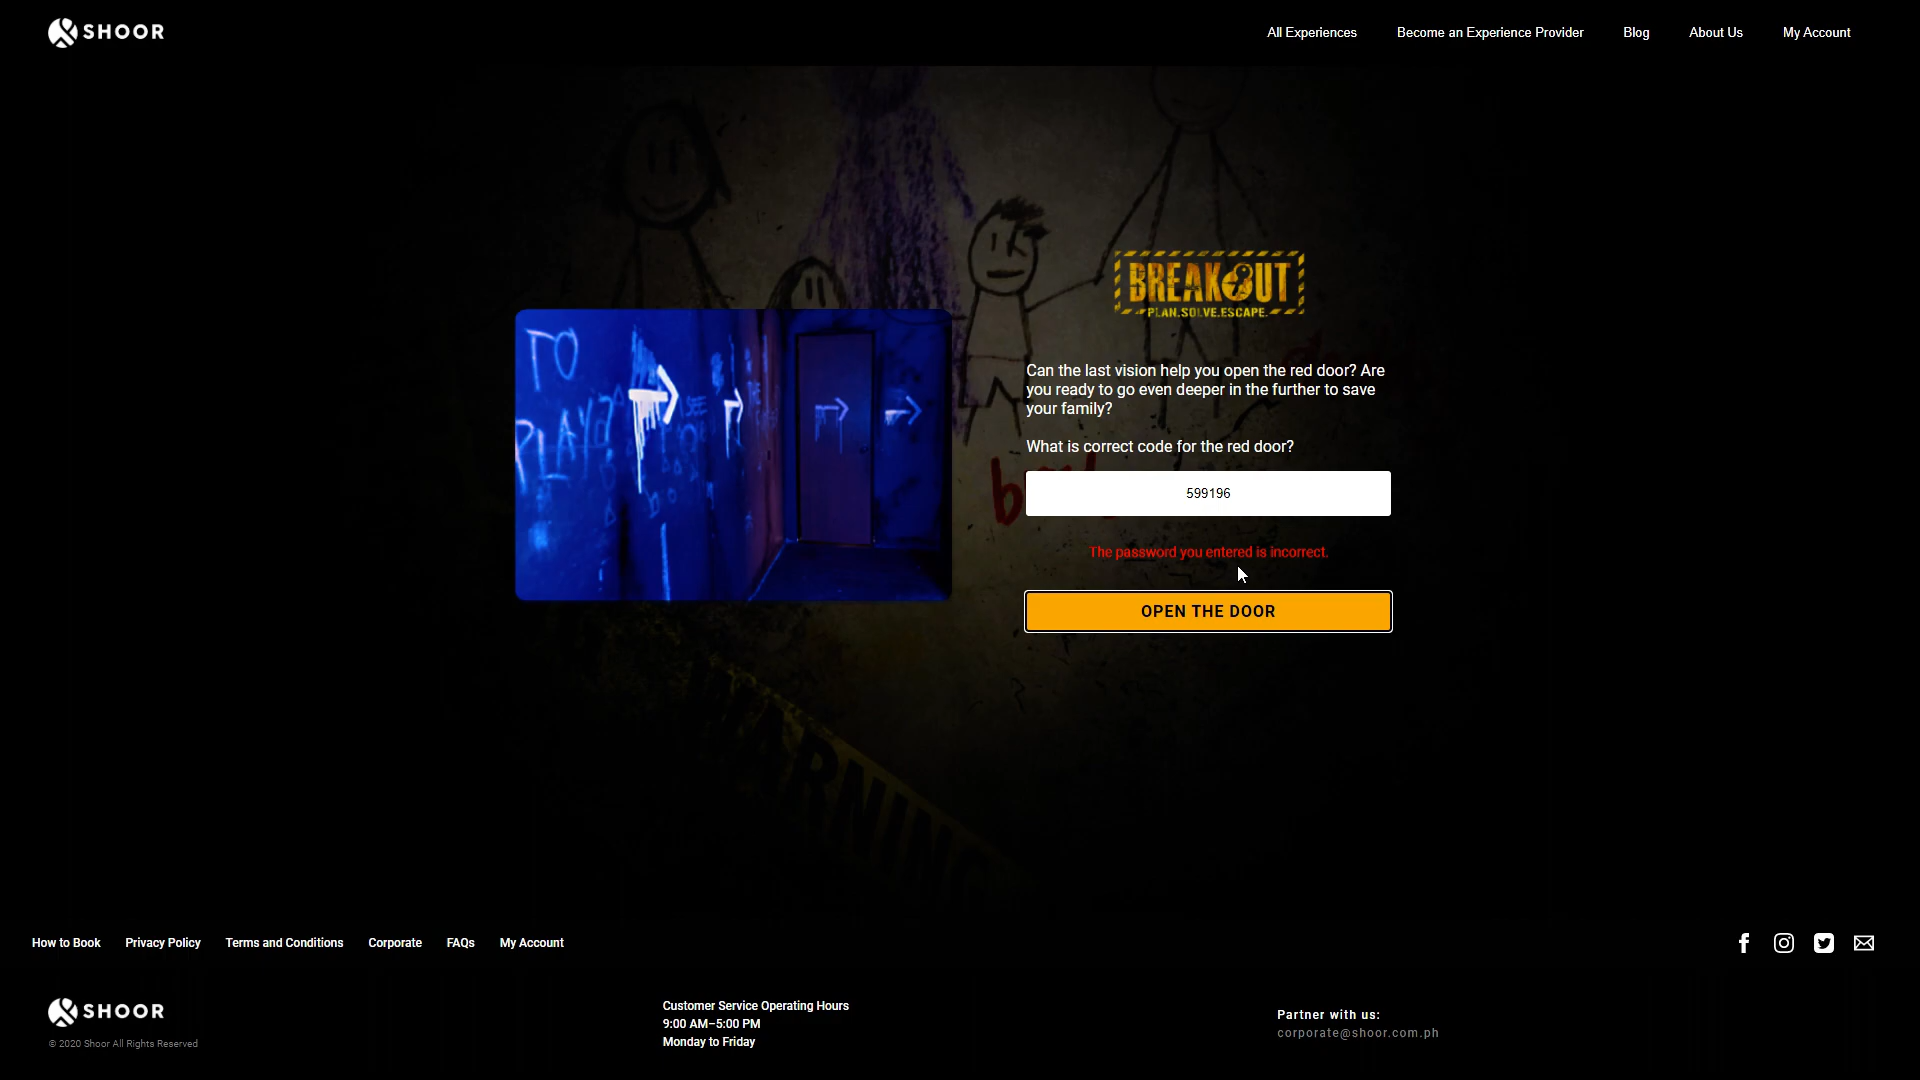 SHOOR
All Experiences
Become an Experience Provider
Blog
About Us
My Account
BREAKOUT
PLAN.SOLVE.ESCAPE.
TO
PLAY?
Can the last vision help you open the red door? Are
you ready to go even deeper in the further to save
your family?
What is correct code for the red door?
599196
The password you entered is incorrect.
OPEN THE DOOR
WARNING
How to Book
Privacy Policy
Terms and Conditions
Corporate
FAQs
My Account
SHOOR
© 2020 Shoor All Rights Reserved
Customer Service Operating Hours
9:00 AM–5:00 PM
Monday to Friday
Partner with us:
corporate@shoor.com.ph